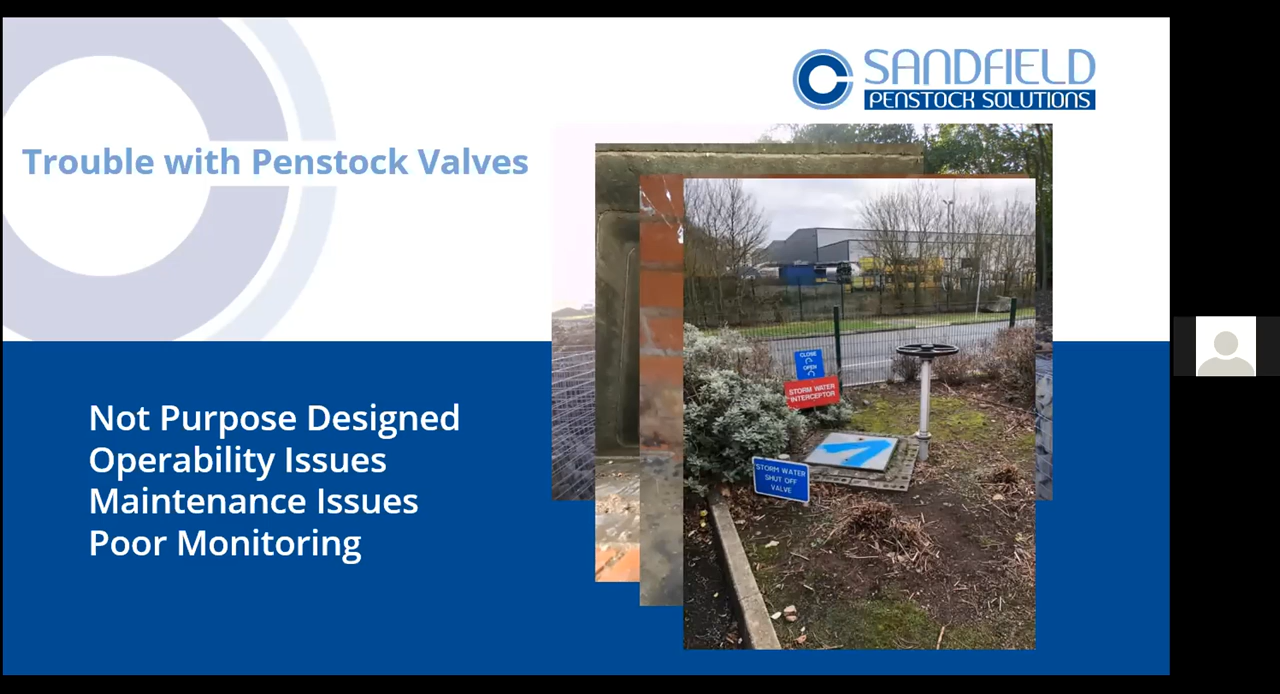 SANDFIELD
PENSTOCK SOLUTIONS
Trouble with Penstock Valves
Not Purpose Designed
Operability Issues
Maintenance Issues
Poor Monitoring
CLOSE
OPEN
STORM WATER
INTERCEPTOR
STORM WATER
SHUT OFF
VALVE